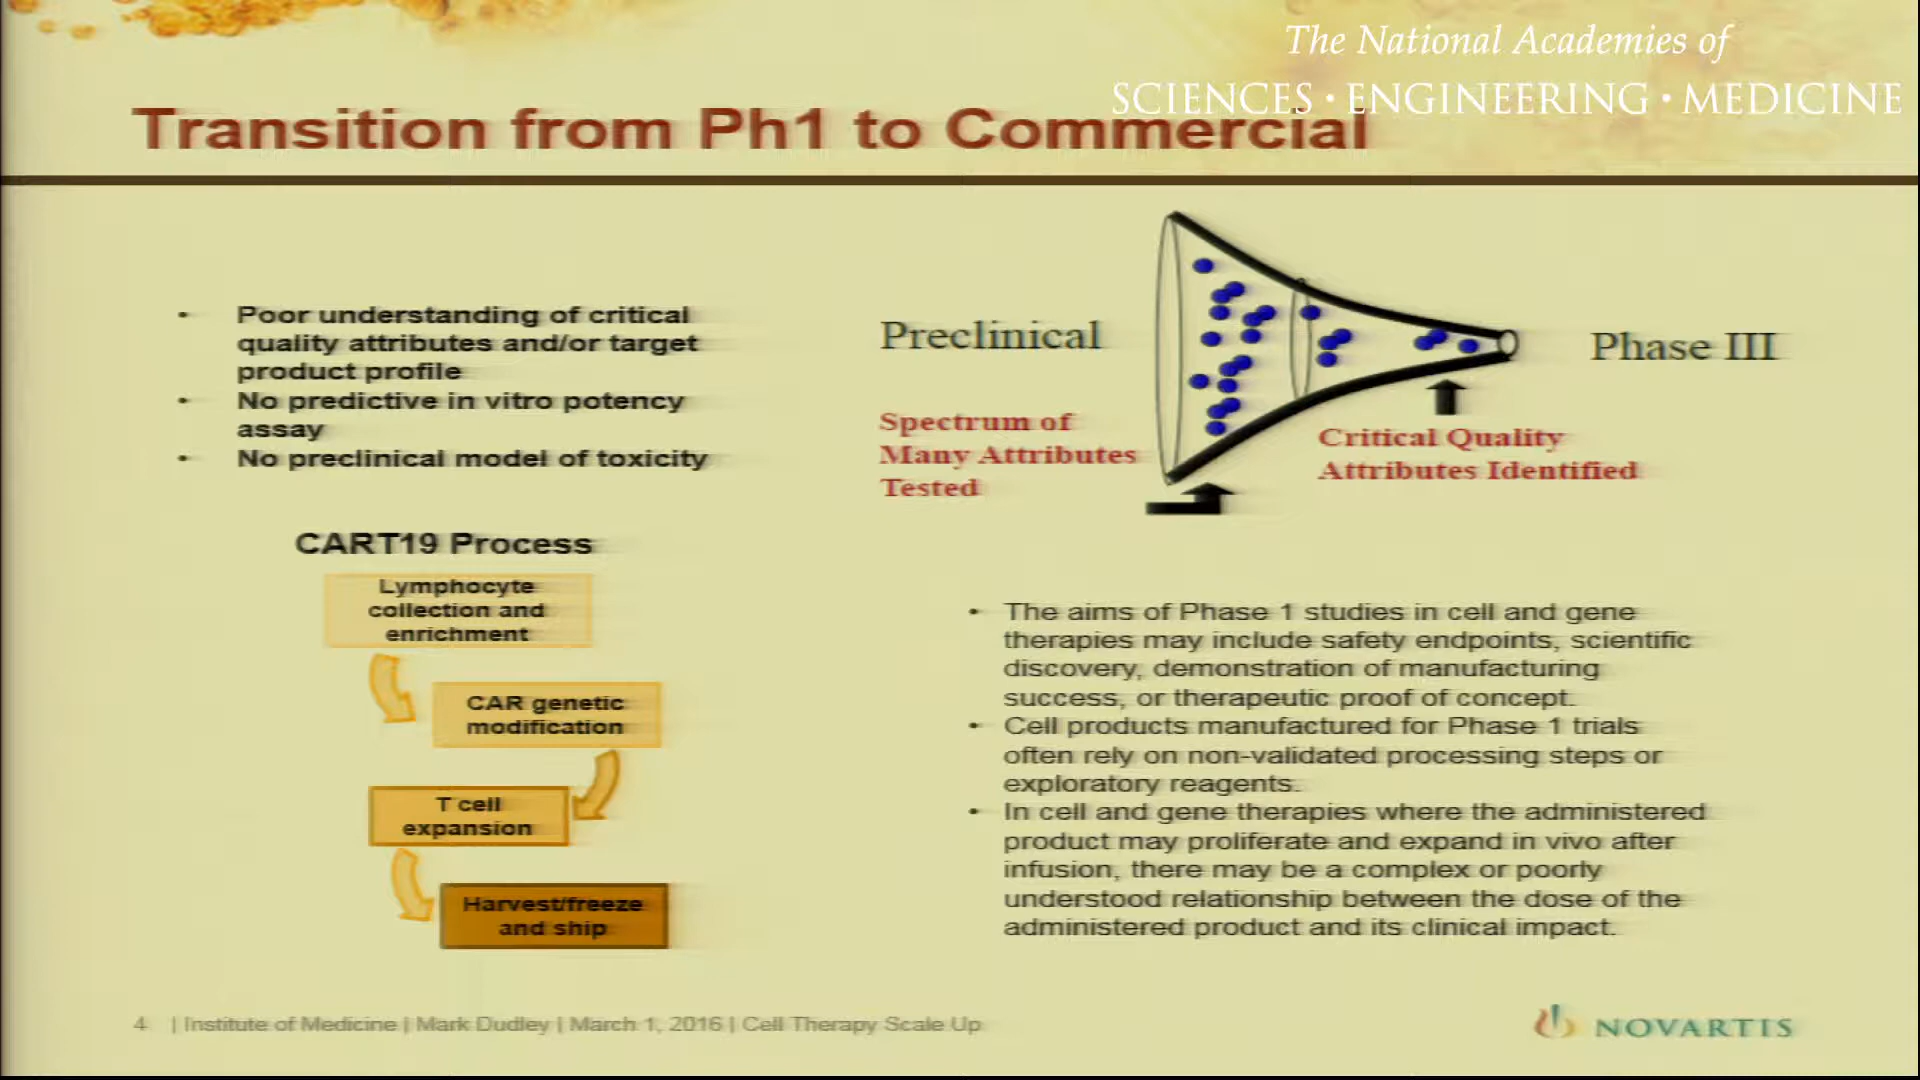 The National Academies of
SCIENCES • ENGINEERING • MEDICINE
Transition from Ph1 to Commercial
• Poor understanding of critical
quality attributes and/or target
product profile
• No predictive in vitro potency
assay
• No preclinical model of toxicity
Preclinical
Phase III
Spectrum of
Many Attributes
Tested
Critical Quality
Attributes Identified
CART19 Process
Lymphocyte
collection and
enrichment
CAR genetic
modification
T cell
expansion
Harvest/freeze
and ship
• The aims of Phase 1 studies in cell and gene
therapies may include safety endpoints, scientific
discovery, demonstration of manufacturing
success, or therapeutic proof of concept.
• Cell products manufactured for Phase 1 trials
often rely on non-validated processing steps or
exploratory reagents.
• In cell and gene therapies where the administered
product may proliferate and expand in vivo after
infusion, there may be a complex or poorly
understood relationship between the dose of the
administered product and its clinical impact.
4 | Institute of Medicine | Mark Dudley | March 1, 2016 | Cell Therapy Scale Up
NOVARTIS